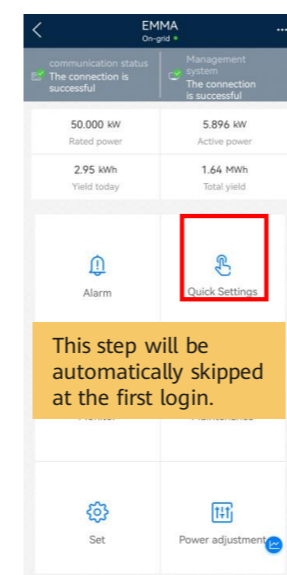 EMMA
On-grid
communication status
The connection is
successful
Management
system
The connection
is successful
50.000 kW
Rated power
5.896 kW
Active power
2.95 kWh
Yield today
1.64 MWh
Total yield
Alarm
Quick Settings
This step will be
automatically skipped
at the first login.
Set
Power adjustment